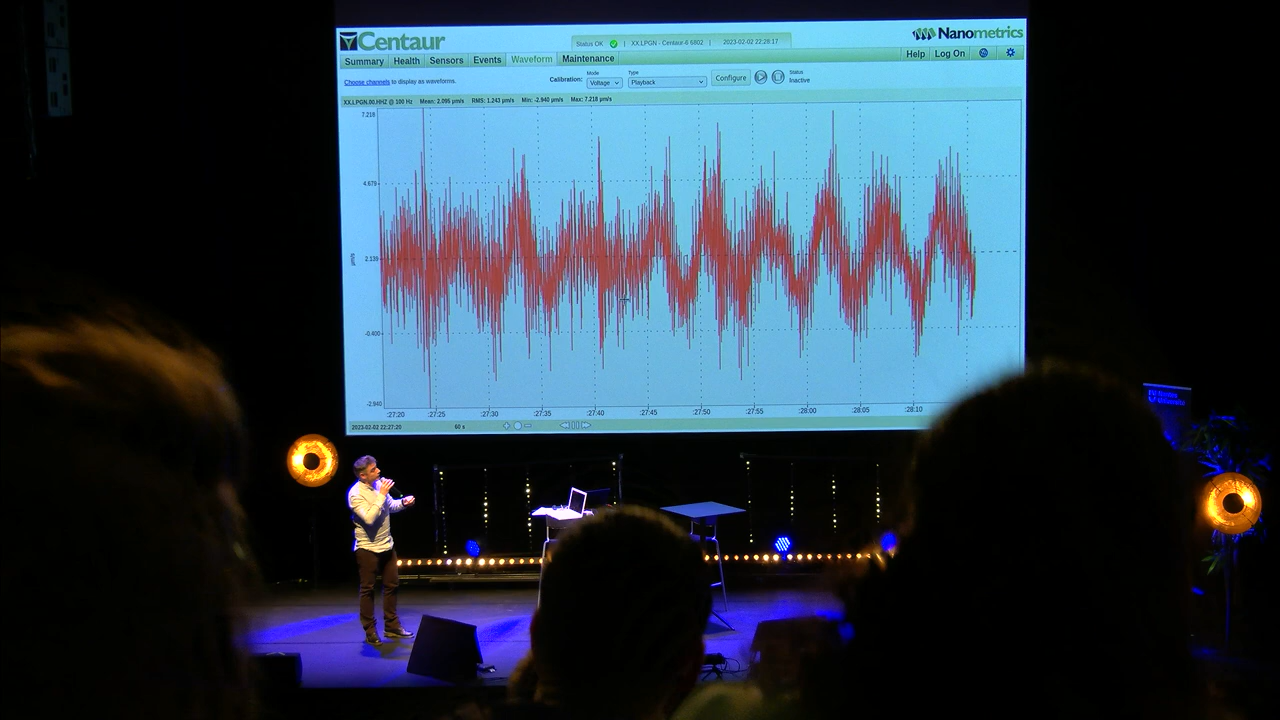 Centaur
Status OK | XX.LPGN - Centaur-6 6802 | 2023-02-02 22:28:17
Nanometrics
Summary Health Sensors Events Waveform Maintenance Help Log On
Choose channels to display as waveforms.
Calibration: Mode Voltage Type Playback Configure Status Inactive
XX.LPGN.00.HHZ @ 100 Hz Mean: 2.095 µm/s RMS: 1.243 µm/s Min: -2.940 µm/s Max: 7.218 µm/s
7.218
4.679
µm/s
2.139
-0.400
-2.940
:27:20 :27:25 :27:30 :27:35 :27:40 :27:45 :27:50 :27:55 :28:00 :28:05 :28:10
2023-02-02 22:27:20 60 s